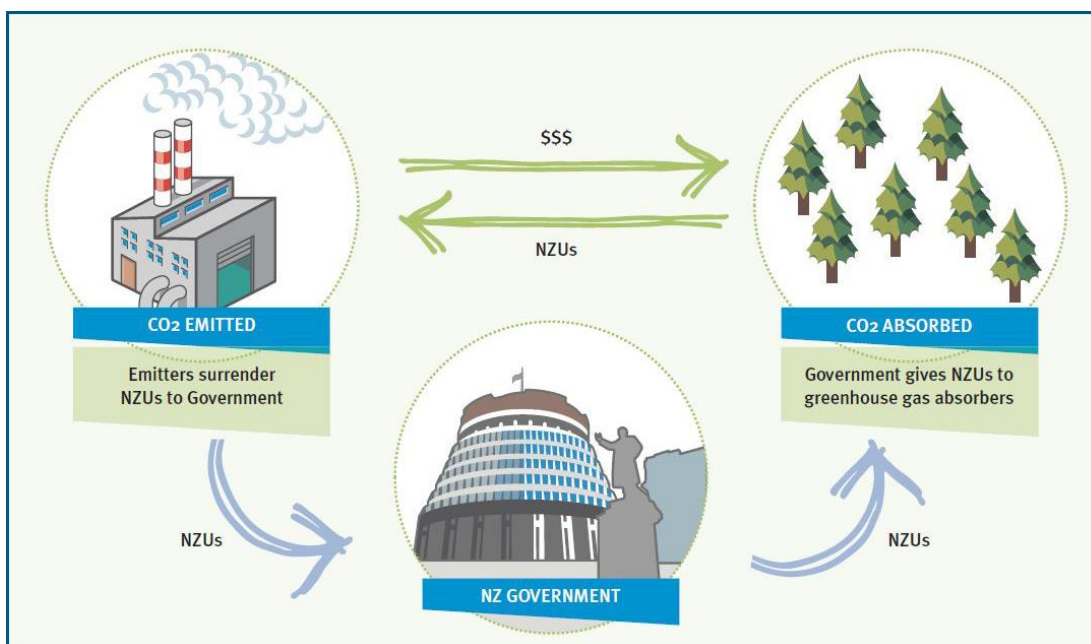 $$$
NZUs
CO2 EMITTED
Emitters surrender
NZUs to Government
CO2 ABSORBED
Government gives NZUs to
greenhouse gas absorbers
NZUs
NZUs
NZ GOVERNMENT